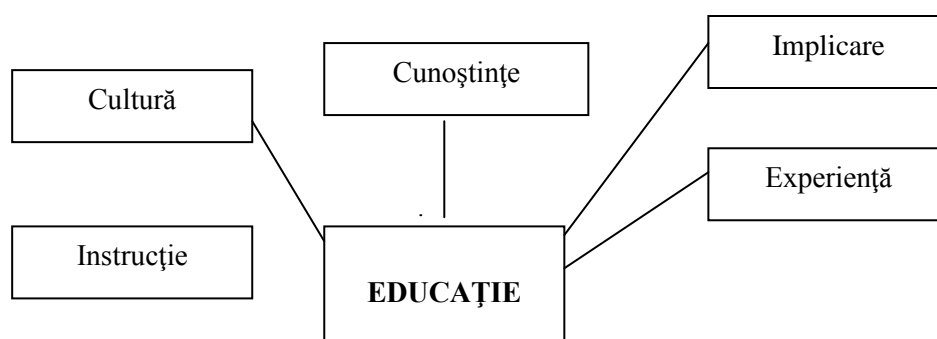 Implicare
Cunoştinţe
Cultură
Experienţă
Instrucţie
EDUCAŢIE